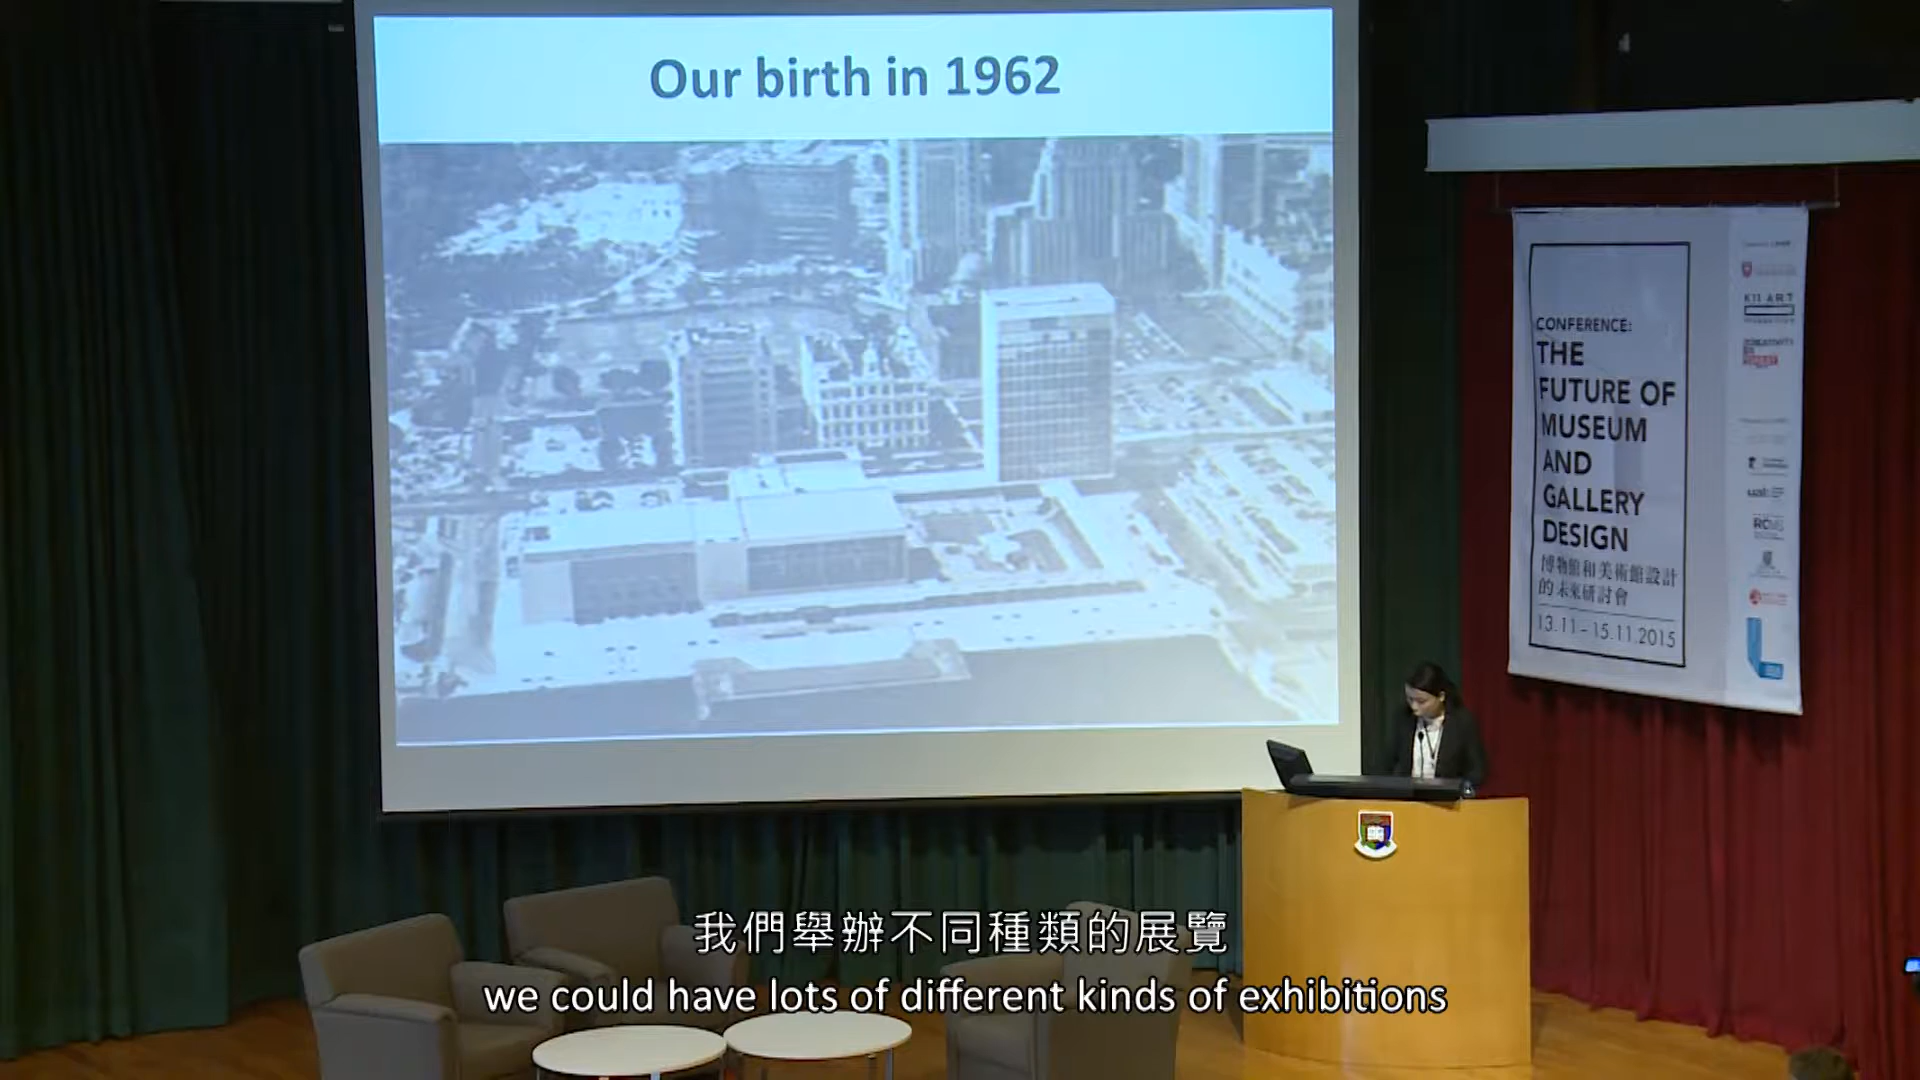 Our birth in 1962
CONFERENCE:
THE
FUTURE OF
MUSEUM
AND
GALLERY
DESIGN
博物館和美術館設計
的未來研討會
13.11 – 15.11.2015
K11 ART
我們舉辦不同種類的展覽
we could have lots of different kinds of exhibitions